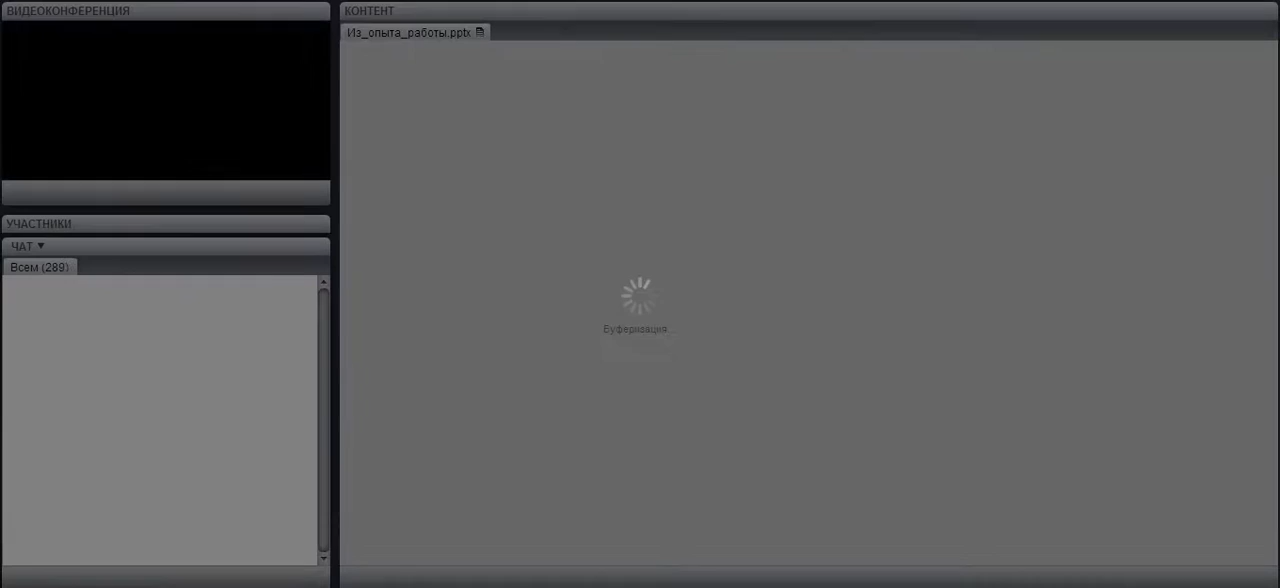 ВИДЕОКОНФЕРЕНЦИЯ
КОНТЕНТ
Из_опыта_работы.pptx
УЧАСТНИКИ
ЧАТ
Всем (289)
Буферизация...